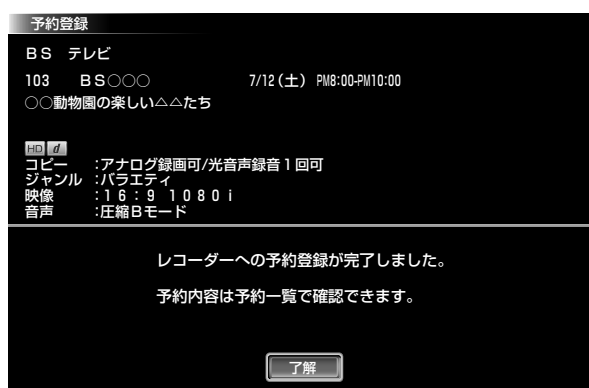 予約登録
BS テレビ
103 BS○○○ 7/12(土) PM8:00-PM10:00
○○動物園の楽しい△△たち
HD d
コピー :アナログ録画可/光音声録音1回可
ジャンル :バラエティ
映像 :16:9 1080i
音声 :圧縮Bモード
レコーダーへの予約登録が完了しました。
予約内容は予約一覧で確認できます。
了解